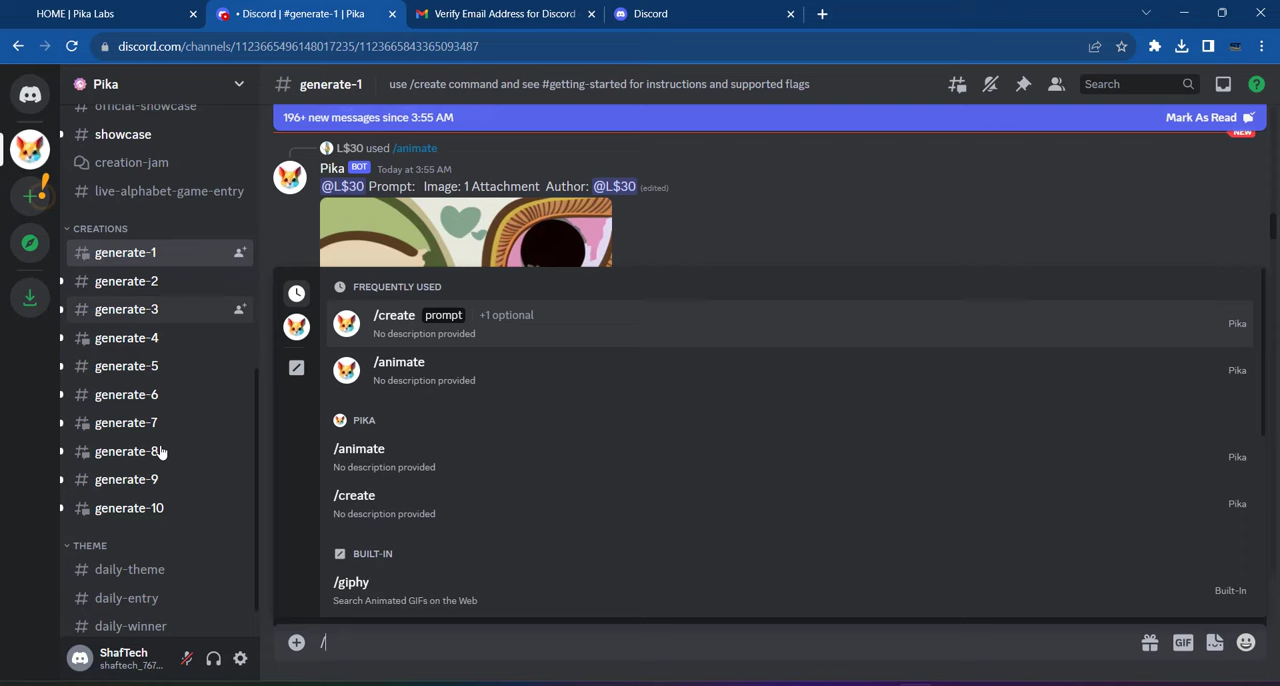 HOME | Pika Labs
• Discord | #generate-1 | Pika
Verify Email Address for Discord
Discord
discord.com/channels/1123665496148017235/1123665843365093487
Pika
generate-1
use /create command and see #getting-started for instructions and supported flags
Search
196+ new messages since 3:55 AM
Mark As Read
NEW
official-showcase
showcase
creation-jam
live-alphabet-game-entry
CREATIONS
generate-1
generate-2
generate-3
generate-4
generate-5
generate-6
generate-7
generate-8
generate-9
generate-10
THEME
daily-theme
daily-entry
daily-winner
ShafTech
shaftech_767...
L$30 used /animate
Pika BOT Today at 3:55 AM
@L$30 Prompt: Image: 1 Attachment Author: @L$30 (edited)
FREQUENTLY USED
/create prompt +1 optional
No description provided
Pika
/animate
No description provided
Pika
PIKA
/animate
No description provided
Pika
/create
No description provided
Pika
BUILT-IN
/giphy
Search Animated GIFs on the Web
Built-In
/
GIF